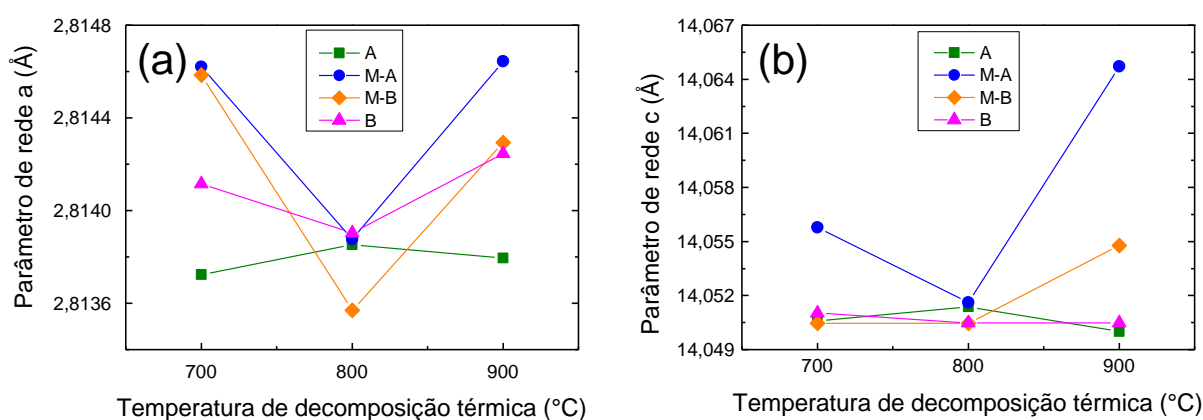 (a)
A
M-A
M-B
B
2,8148
2,8144
2,8140
2,8136
Parâmetro de rede a (Å)
700
800
900
Temperatura de decomposição térmica (°C)
(b)
A
M-A
M-B
B
14,067
14,064
14,061
14,058
14,055
14,052
14,049
Parâmetro de rede c (Å)
700
800
900
Temperatura de decomposição térmica (°C)